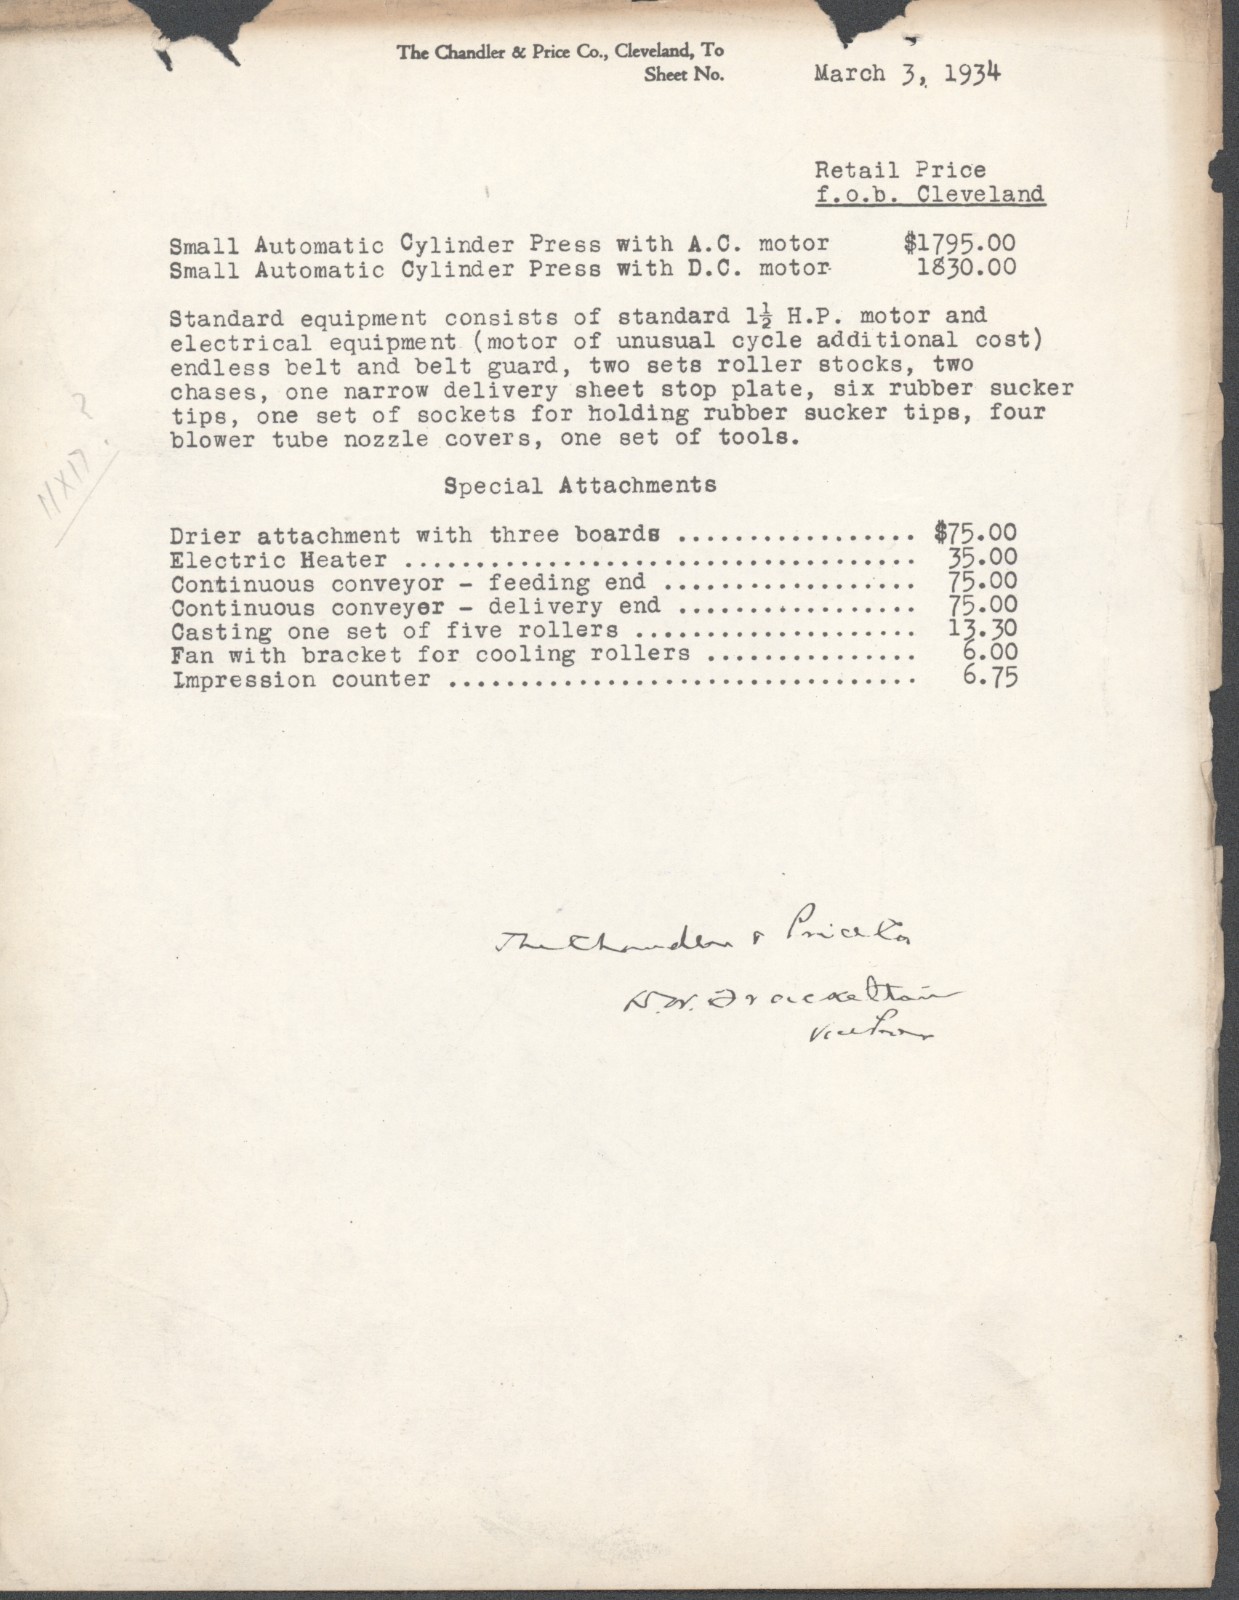 The Chandler & Price Co., Cleveland, To
Sheet No.
March 3, 1934
Retail Price
f.o.b. Cleveland
Small Automatic Cylinder Press with A.C. motor $1795.00
Small Automatic Cylinder Press with D.C. motor 1830.00
Standard equipment consists of standard 1½ H.P. motor and
electrical equipment (motor of unusual cycle additional cost)
endless belt and belt guard, two sets roller stocks, two
chases, one narrow delivery sheet stop plate, six rubber sucker
tips, one set of sockets for holding rubber sucker tips, four
blower tube nozzle covers, one set of tools.
11x17?
Special Attachments
Drier attachment with three boards ................. $75.00
Electric Heater .................................... 35.00
Continuous conveyor - feeding end .................. 75.00
Continuous conveyer - delivery end ................. 75.00
Casting one set of five rollers .................... 13.30
Fan with bracket for cooling rollers ............... 6.00
Impression counter ................................. 6.75
The Chandler & Price Co
Vice Pres